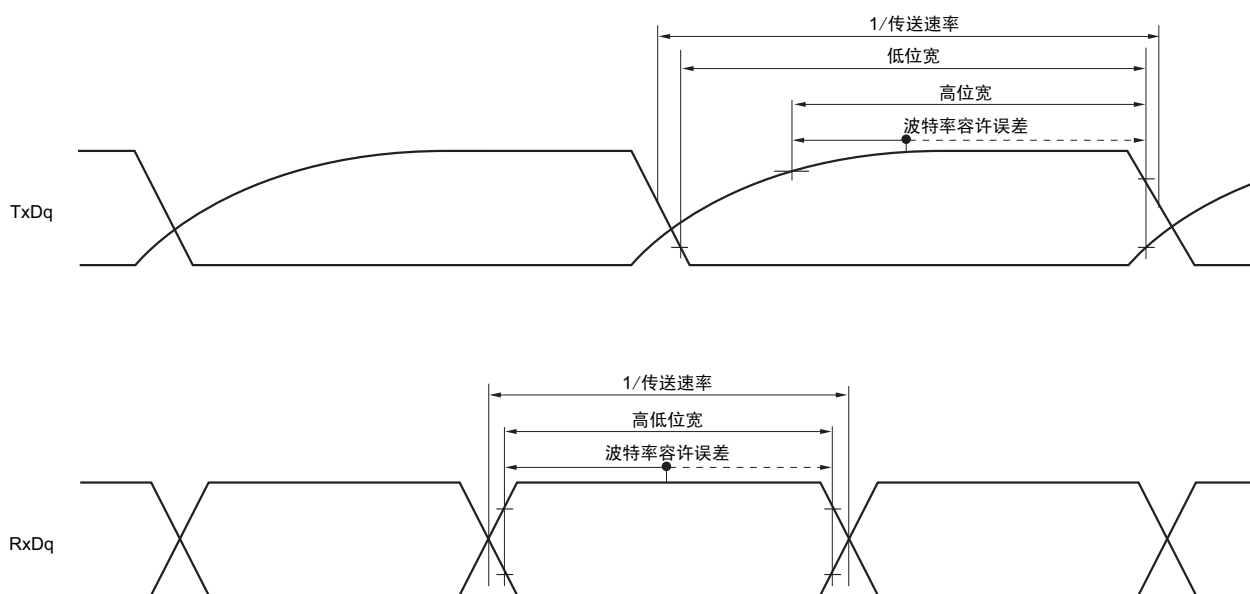 1/传送速率
低位宽
高位宽
波特率容许误差
TxDq
1/传送速率
高低位宽
波特率容许误差
RxDq